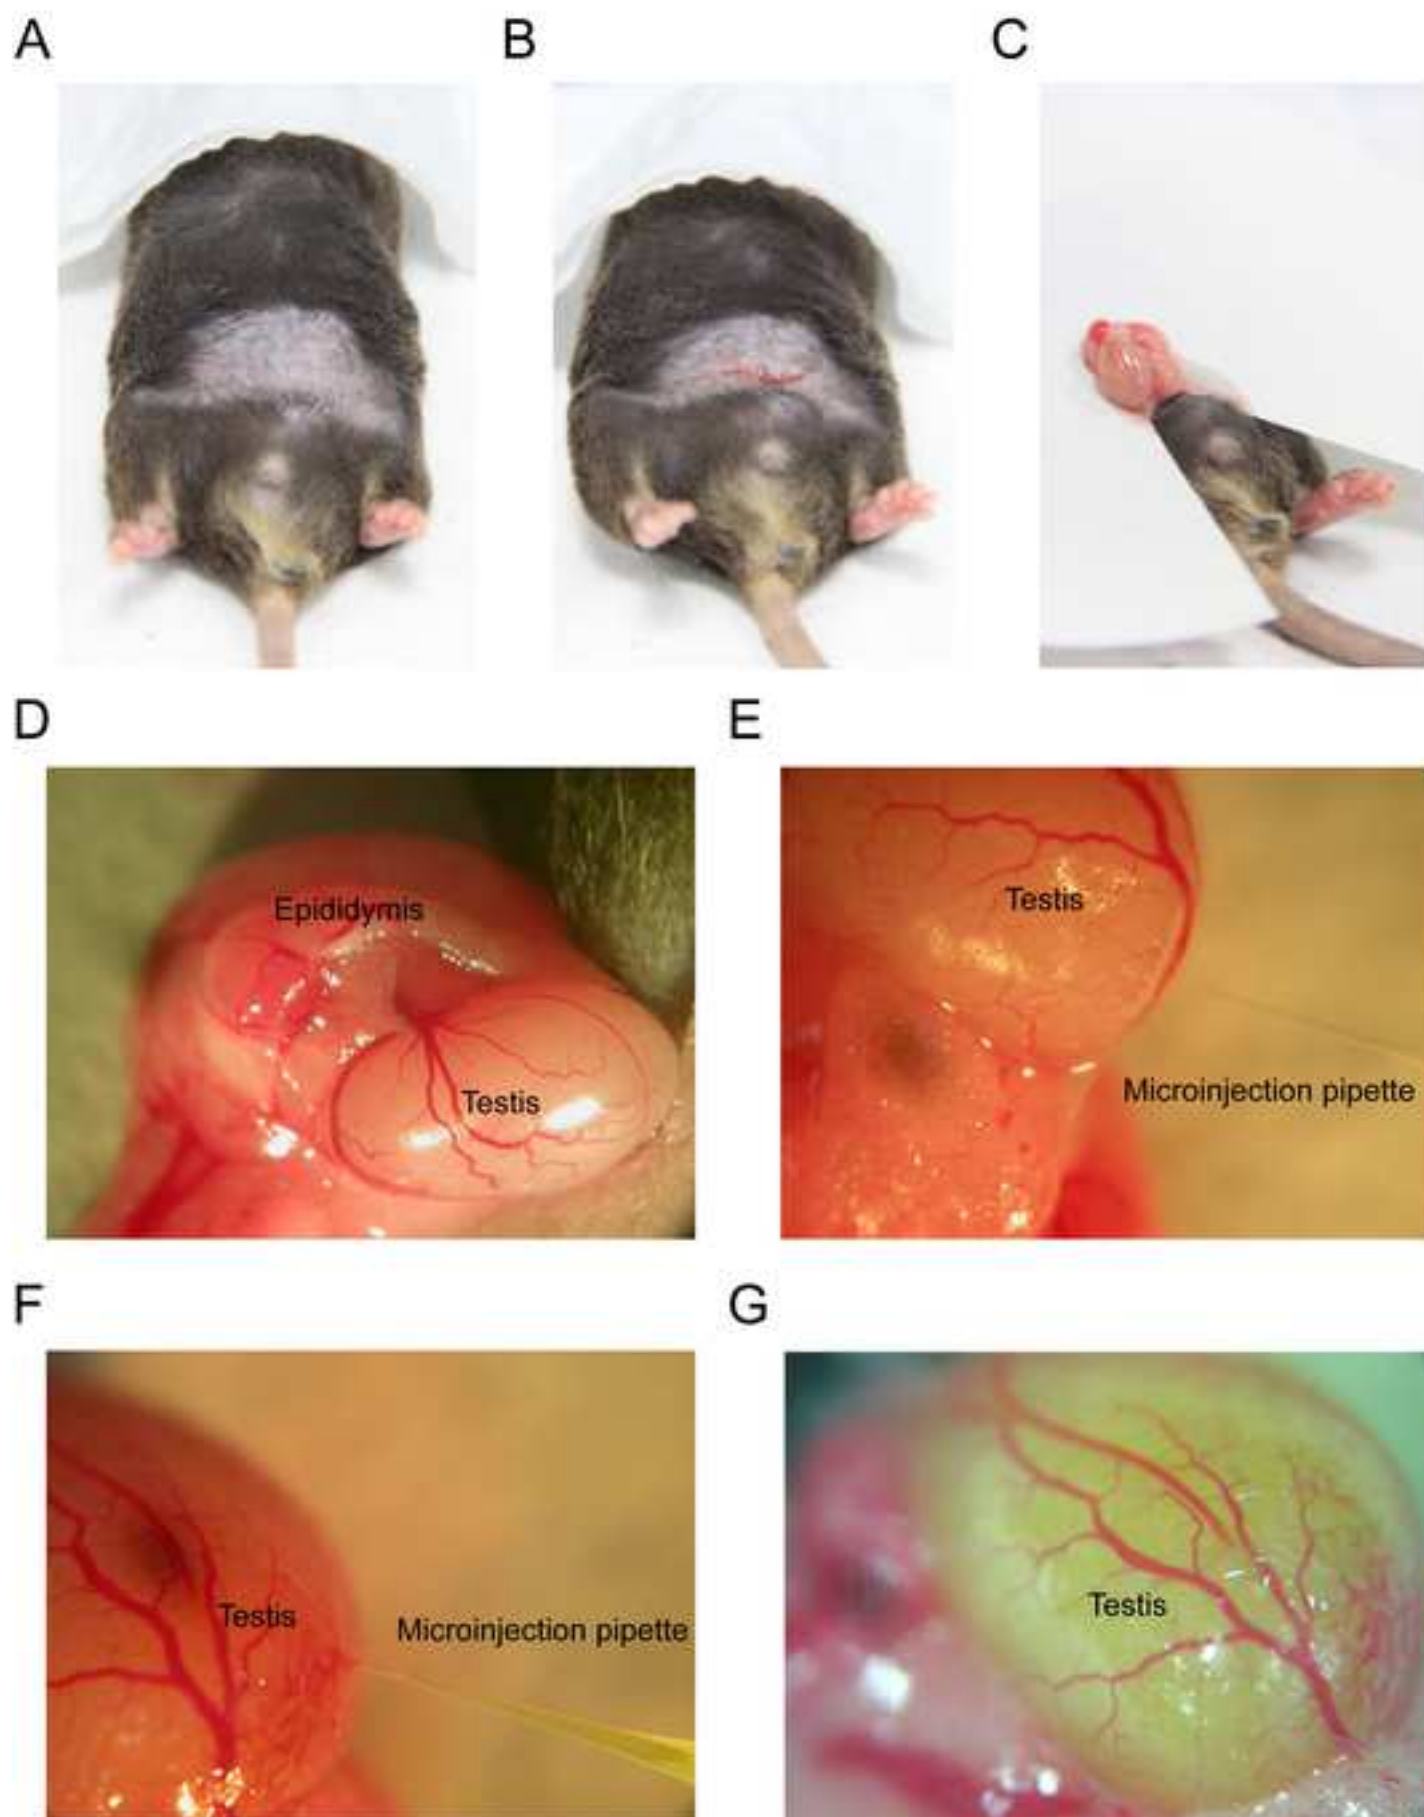 A
B
C
D
E
Epididymis
Testis
Testis
Microinjection pipette
F
G
Testis
Microinjection pipette
Testis